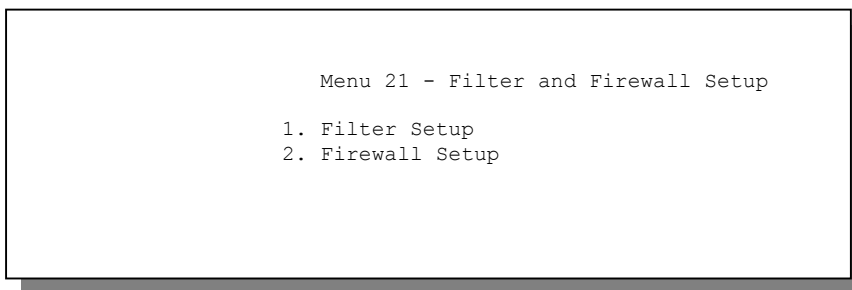 Menu 21 - Filter and Firewall Setup
1. Filter Setup
2. Firewall Setup